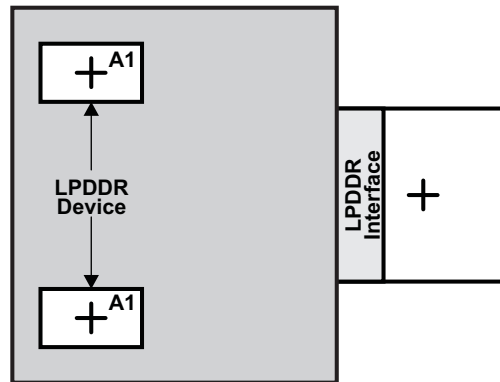 A1
LPDDR
Device
LPDDR
Interface
A1